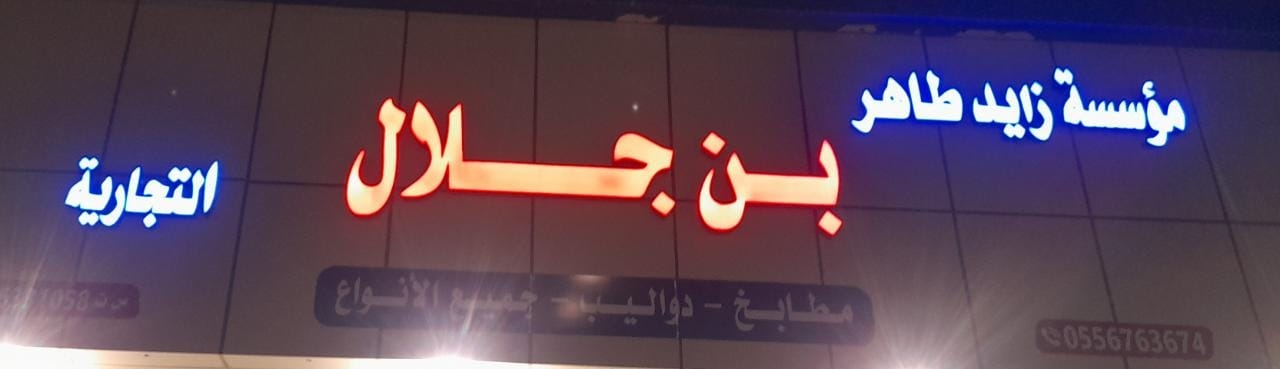 مؤسسة زايد طاهر
بن جلال
التجارية
مطابخ - دواليب - جميع الأنواع
0556763674
س ت